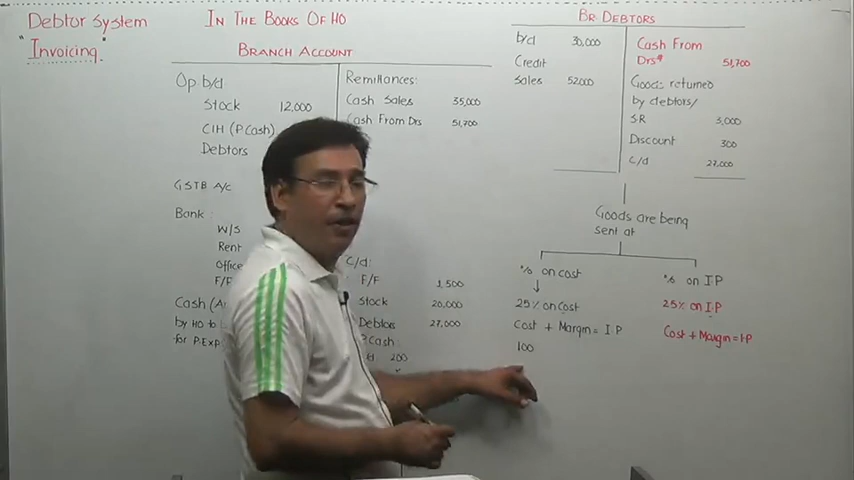 Debtor System
"Invoicing"
IN THE BOOKS OF HO
BRANCH ACCOUNT
Op b/d
Stock 12,000
CIH (P Cash)
Debtors
GSTB A/c
Bank:
W/S
Rent
Office
F/F
Cash
by HO to
for P.Exp
Remittances:
Cash Sales 35,000
Cash From Drs 51,700
C/d:
F/F 1,500
Stock 20,000
Debtors 27,000
Cash:
200
BR DEBTORS
b/d 30,000
Credit
Sales 52,000
Cash From
Drs* 51,700
Goods returned
by debtors/
S.R 3,000
Discount 300
c/d 27,000
Goods are being
sent at
% on cost
25% on Cost
Cost + Margin = I.P
100
% on I.P
25% on I.P
Cost + Margin = I.P